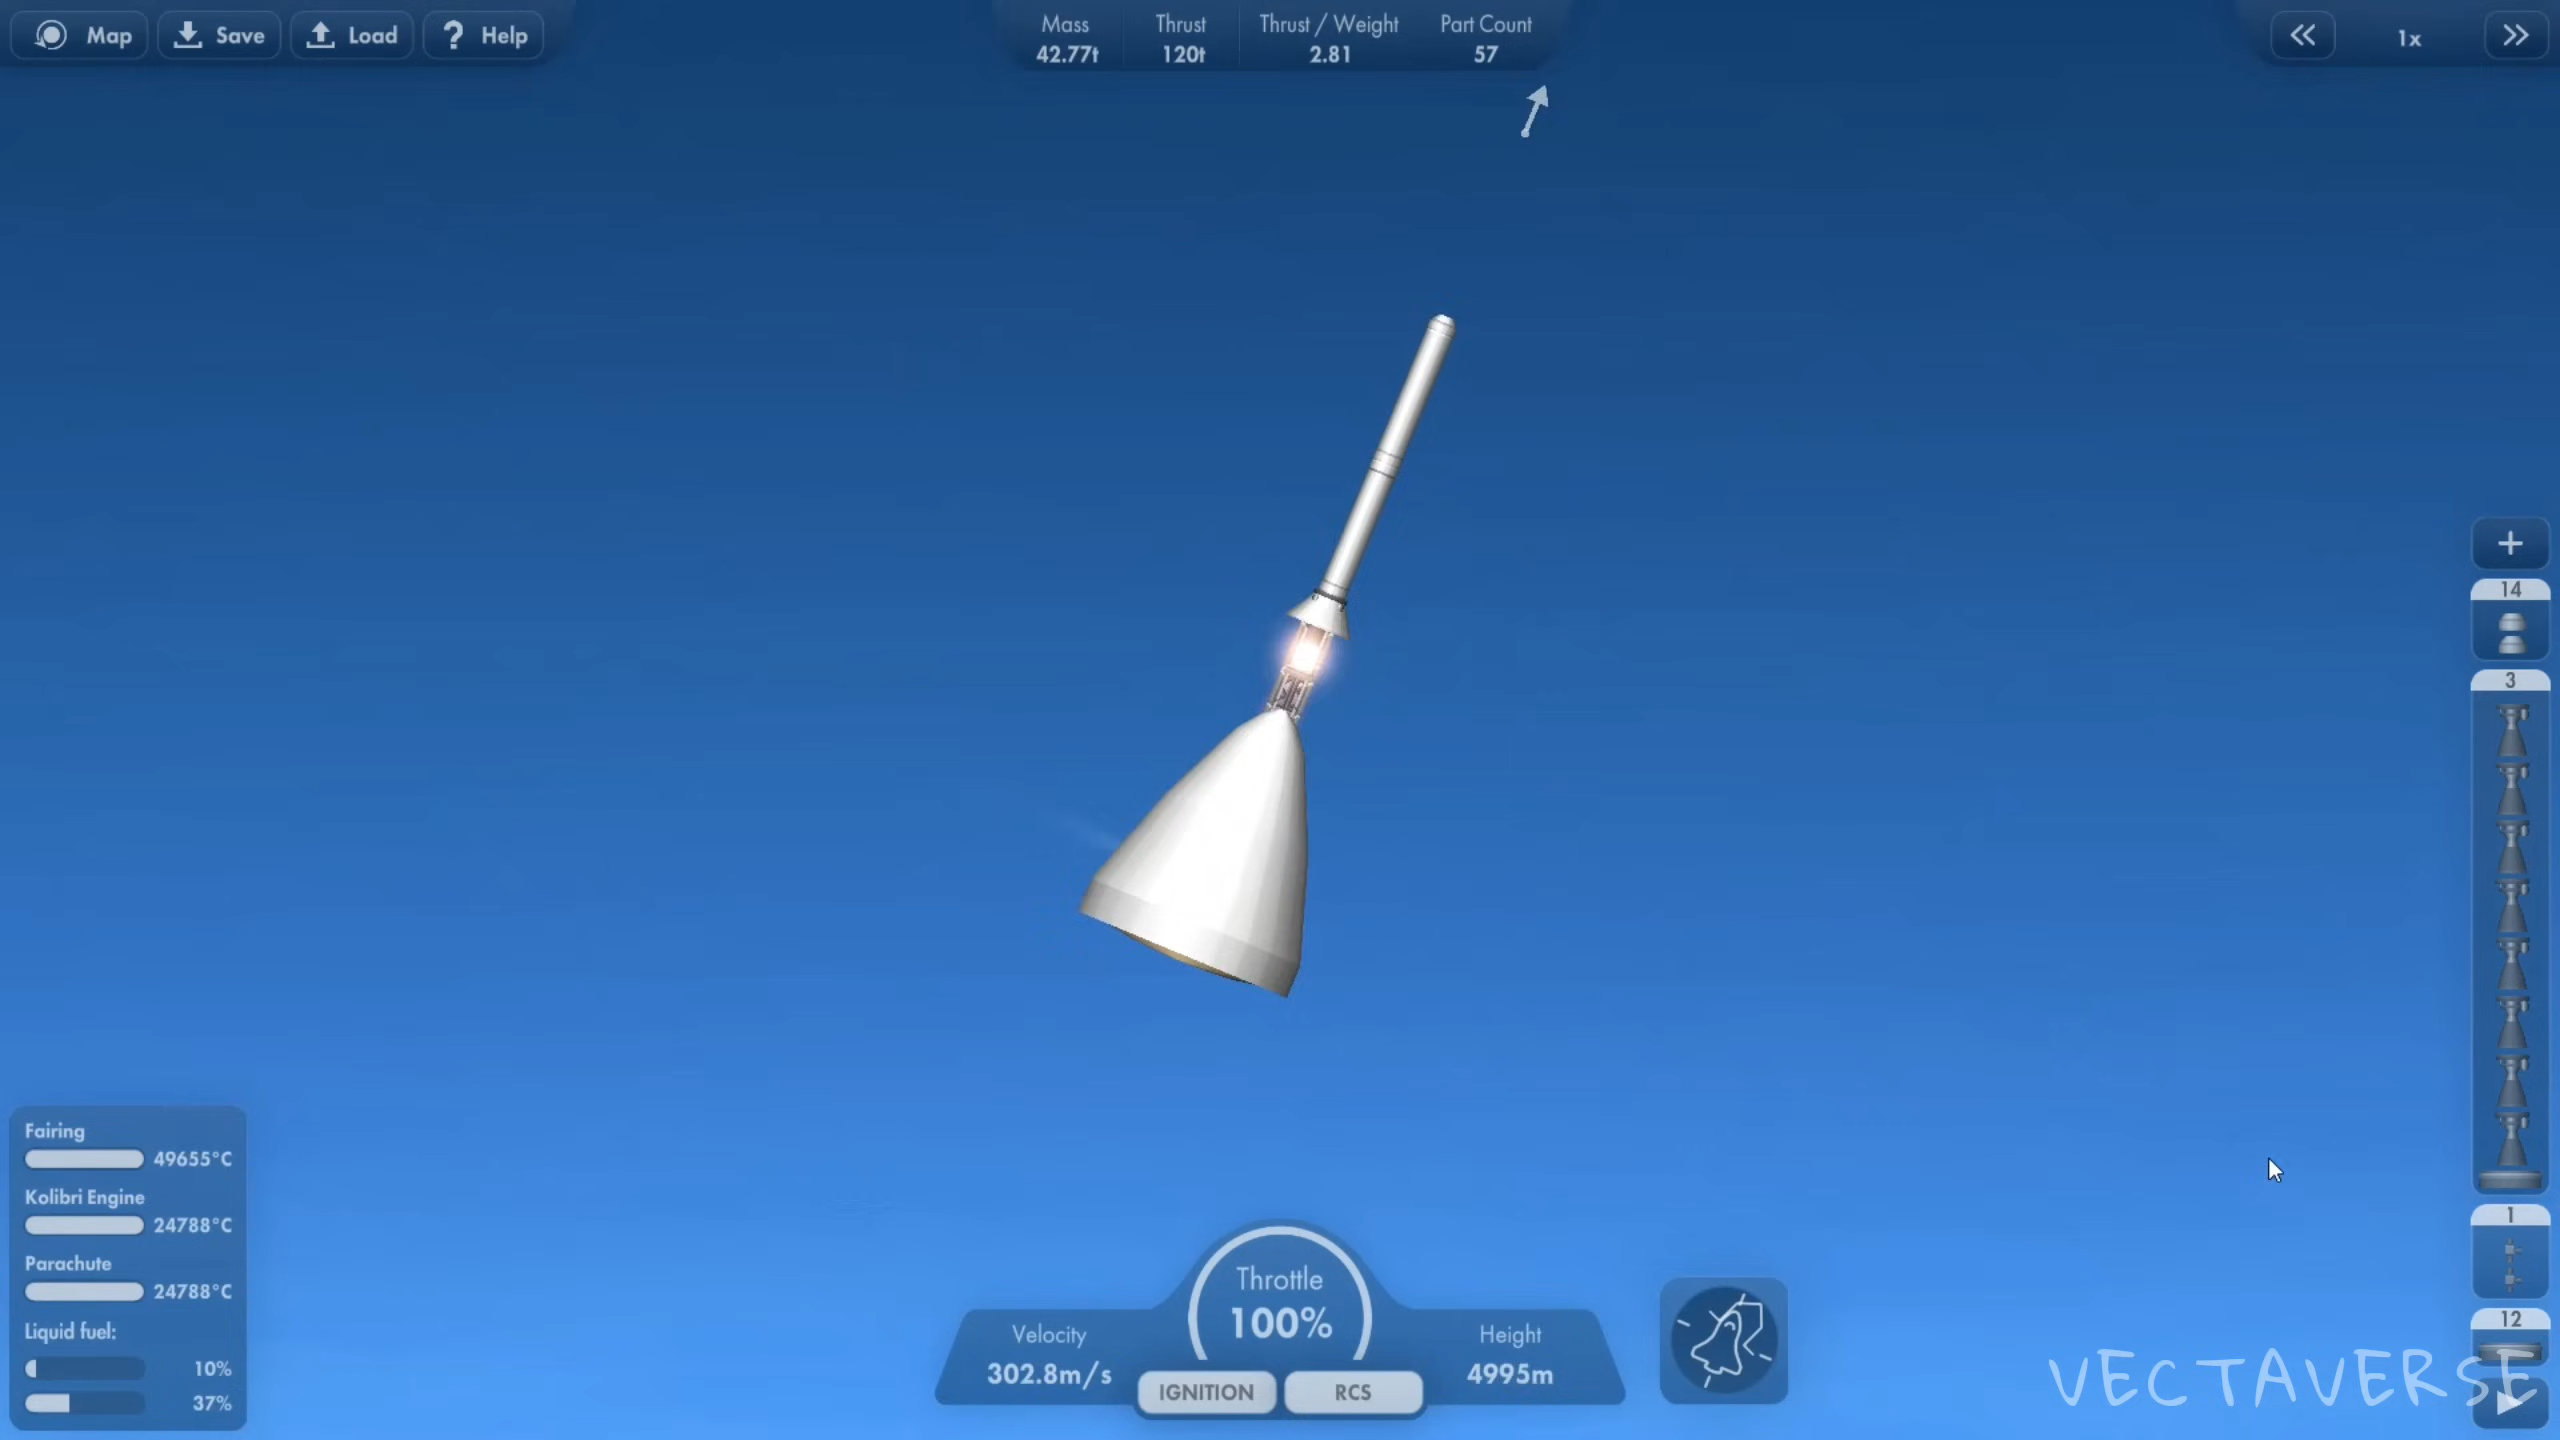 Map Save Load ? Help
Mass Thrust Thrust / Weight Part Count
42.77t 120t 2.81 57
1x
14
3
Fairing
49655°C
Kolibri Engine
24788°C
Parachute
24788°C
Liquid fuel:
10%
37%
Throttle
100%
Velocity Height
302.8m/s 4995m
IGNITION RCS
1
12
VECTAVERSE